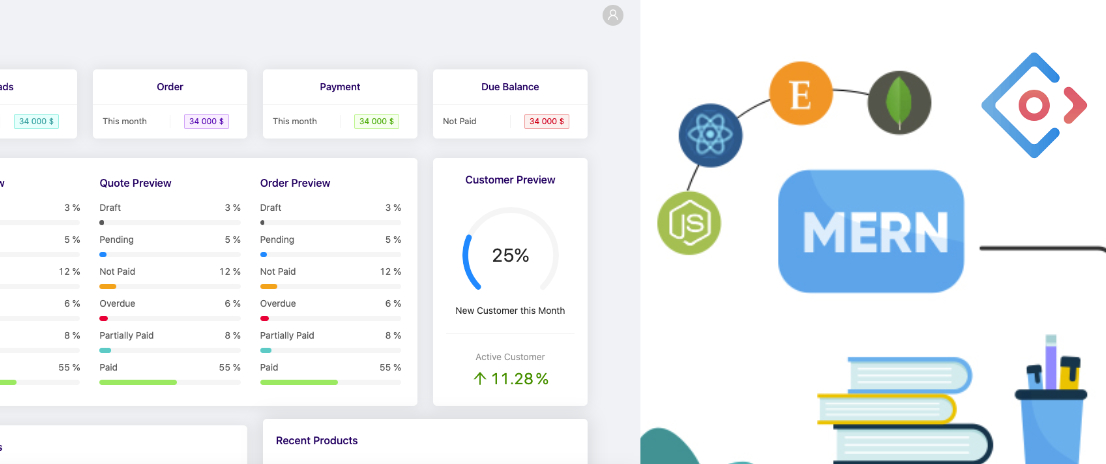 ads
Order
Payment
Due Balance
34 000 $
This month
34 000 $
This month
34 000 $
Not Paid
34 000 $
w
Quote Preview
Order Preview
Customer Preview
3 %
Draft
3 %
Draft
3 %
5 %
Pending
5 %
Pending
5 %
12 %
Not Paid
12 %
Not Paid
12 %
6 %
Overdue
6 %
Overdue
6 %
8 %
Partially Paid
8 %
Partially Paid
8 %
55 %
Paid
55 %
Paid
55 %
25%
New Customer this Month
Active Customer
11.28%
s
Recent Products
E
JS
MERN